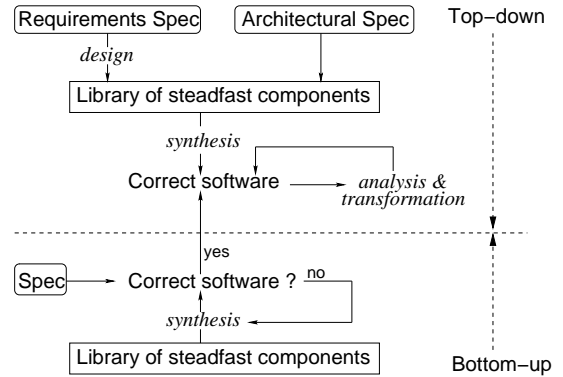 Requirements Spec
Architectural Spec
Top–down
design
Library of steadfast components
synthesis
Correct software
analysis &
transformation
yes
Spec
Correct software ?
no
synthesis
Library of steadfast components
Bottom–up